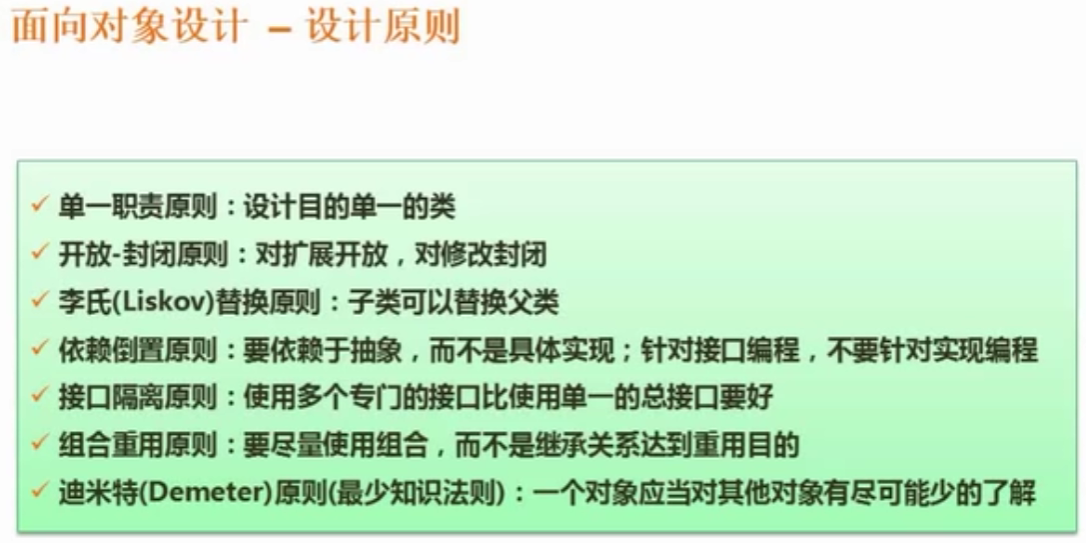 面向对象设计 – 设计原则
✓ 单一职责原则：设计目的单一的类
✓ 开放-封闭原则：对扩展开放，对修改封闭
✓ 李氏(Liskov)替换原则：子类可以替换父类
✓ 依赖倒置原则：要依赖于抽象，而不是具体实现；针对接口编程，不要针对实现编程
✓ 接口隔离原则：使用多个专门的接口比使用单一的总接口要好
✓ 组合重用原则：要尽量使用组合，而不是继承关系达到重用目的
✓ 迪米特(Demeter)原则(最少知识法则)：一个对象应当对其他对象有尽可能少的了解